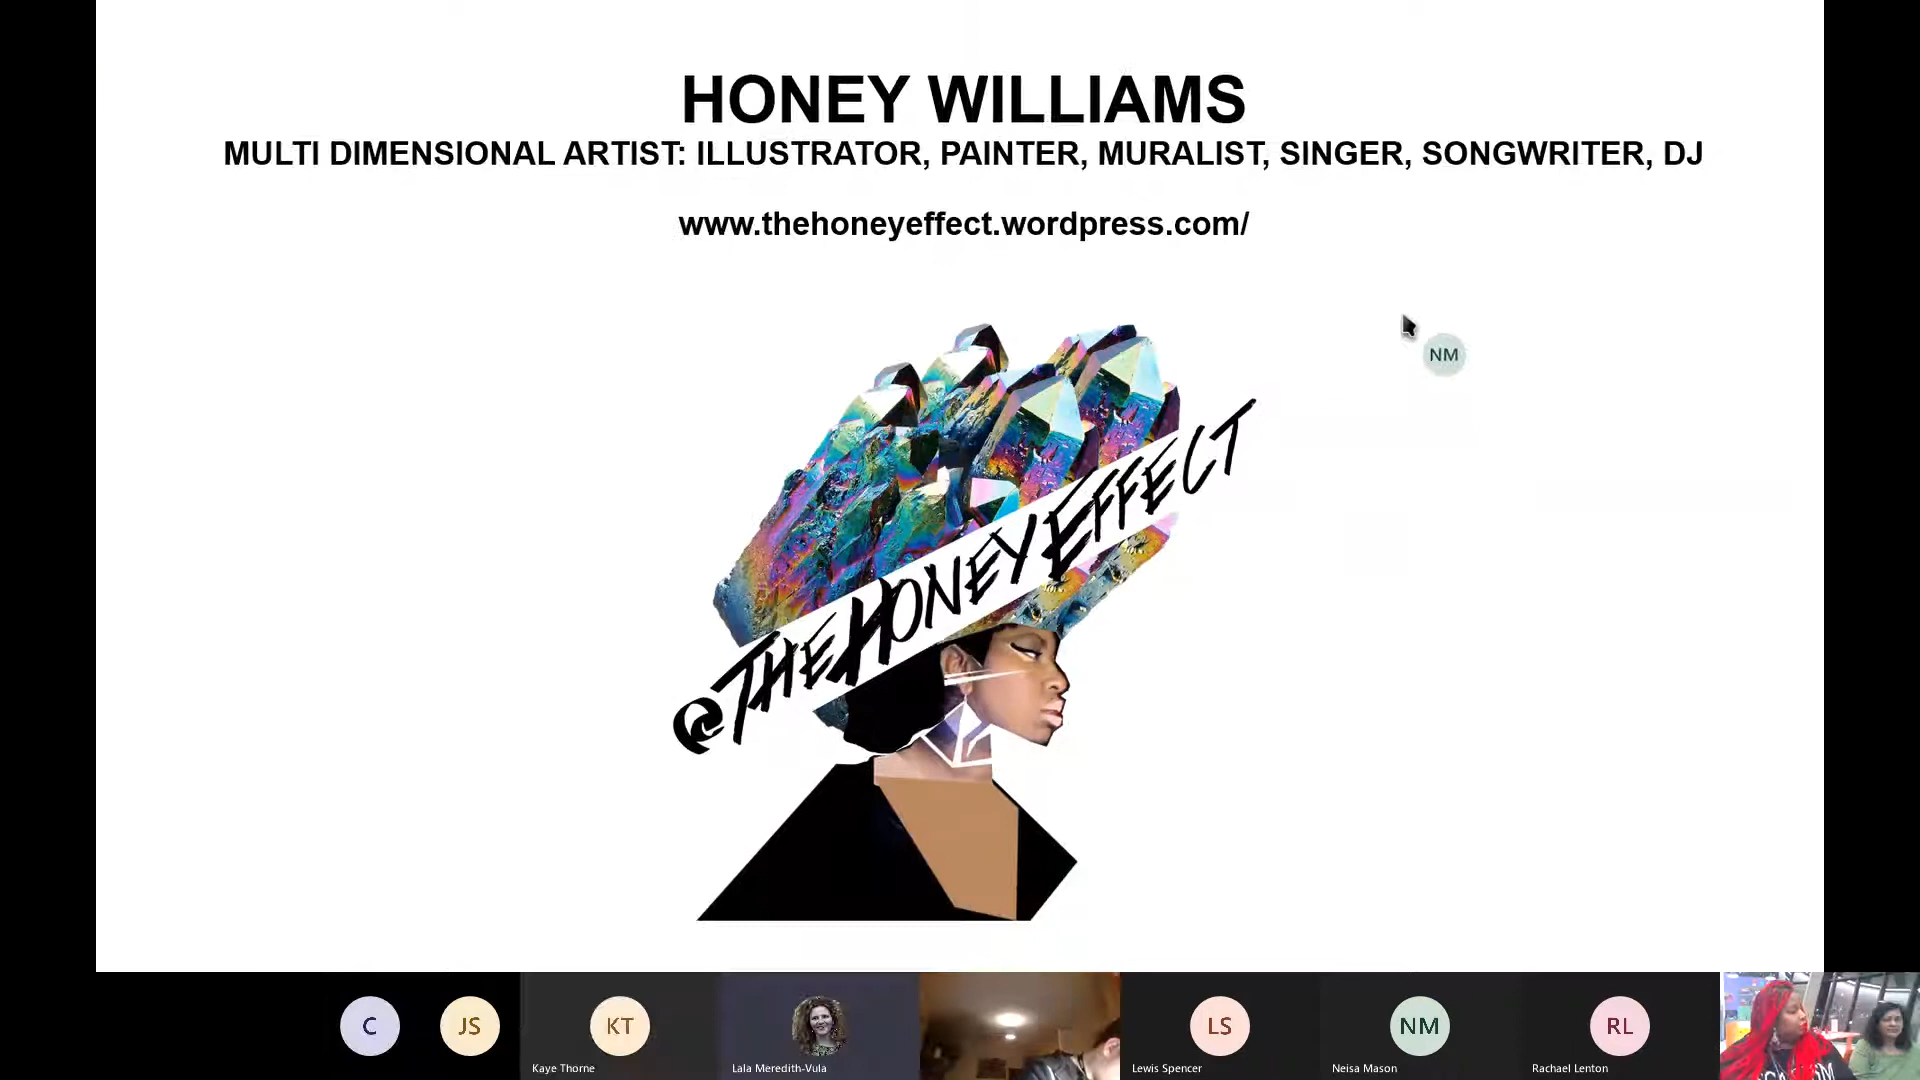 HONEY WILLIAMS
MULTI DIMENSIONAL ARTIST: ILLUSTRATOR, PAINTER, MURALIST, SINGER, SONGWRITER, DJ
www.thehoneyeffect.wordpress.com/
NM
@THEHONEYEFFECT
C
JS
KT
LS
NM
RL
Kaye Thorne
Lala Meredith-Vula
Lewis Spencer
Neisa Mason
Rachael Lenton